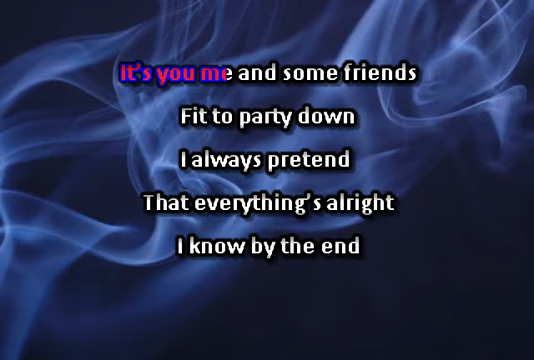 It's you me and some friends
Fit to party down
I always pretend
That everything's alright
I know by the end